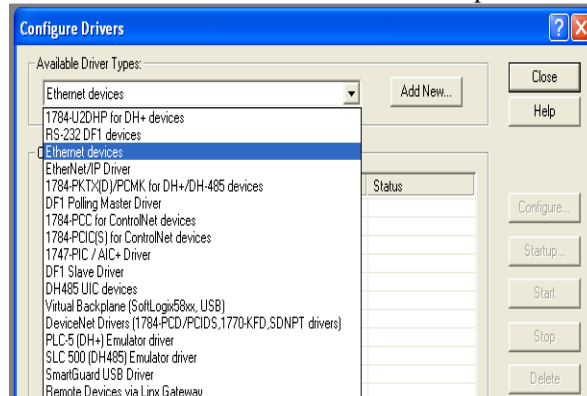 Configure Drivers
Available Driver Types:
Ethernet devices
Add New...
Close
Help
1784-U2DHP for DH+ devices
RS-232 DF1 devices
Ethernet devices
EtherNet/IP Driver
1784-PKTX(D)/PCMK for DH+/DH-485 devices
DF1 Polling Master Driver
1784-PCC for ControlNet devices
1784-PCIC(S) for ControlNet devices
1747-PIC / AIC+ Driver
DF1 Slave Driver
DH485 UIC devices
Virtual Backplane (SoftLogix58xx, USB)
DeviceNet Drivers (1784-PCD/PCIDS,1770-KFD,SDNPT drivers)
PLC-5 (DH+) Emulator driver
SLC 500 (DH485) Emulator driver
SmartGuard USB Driver
Remote Devices via Linx Gateway
Status
Configure...
Startup...
Start
Stop
Delete